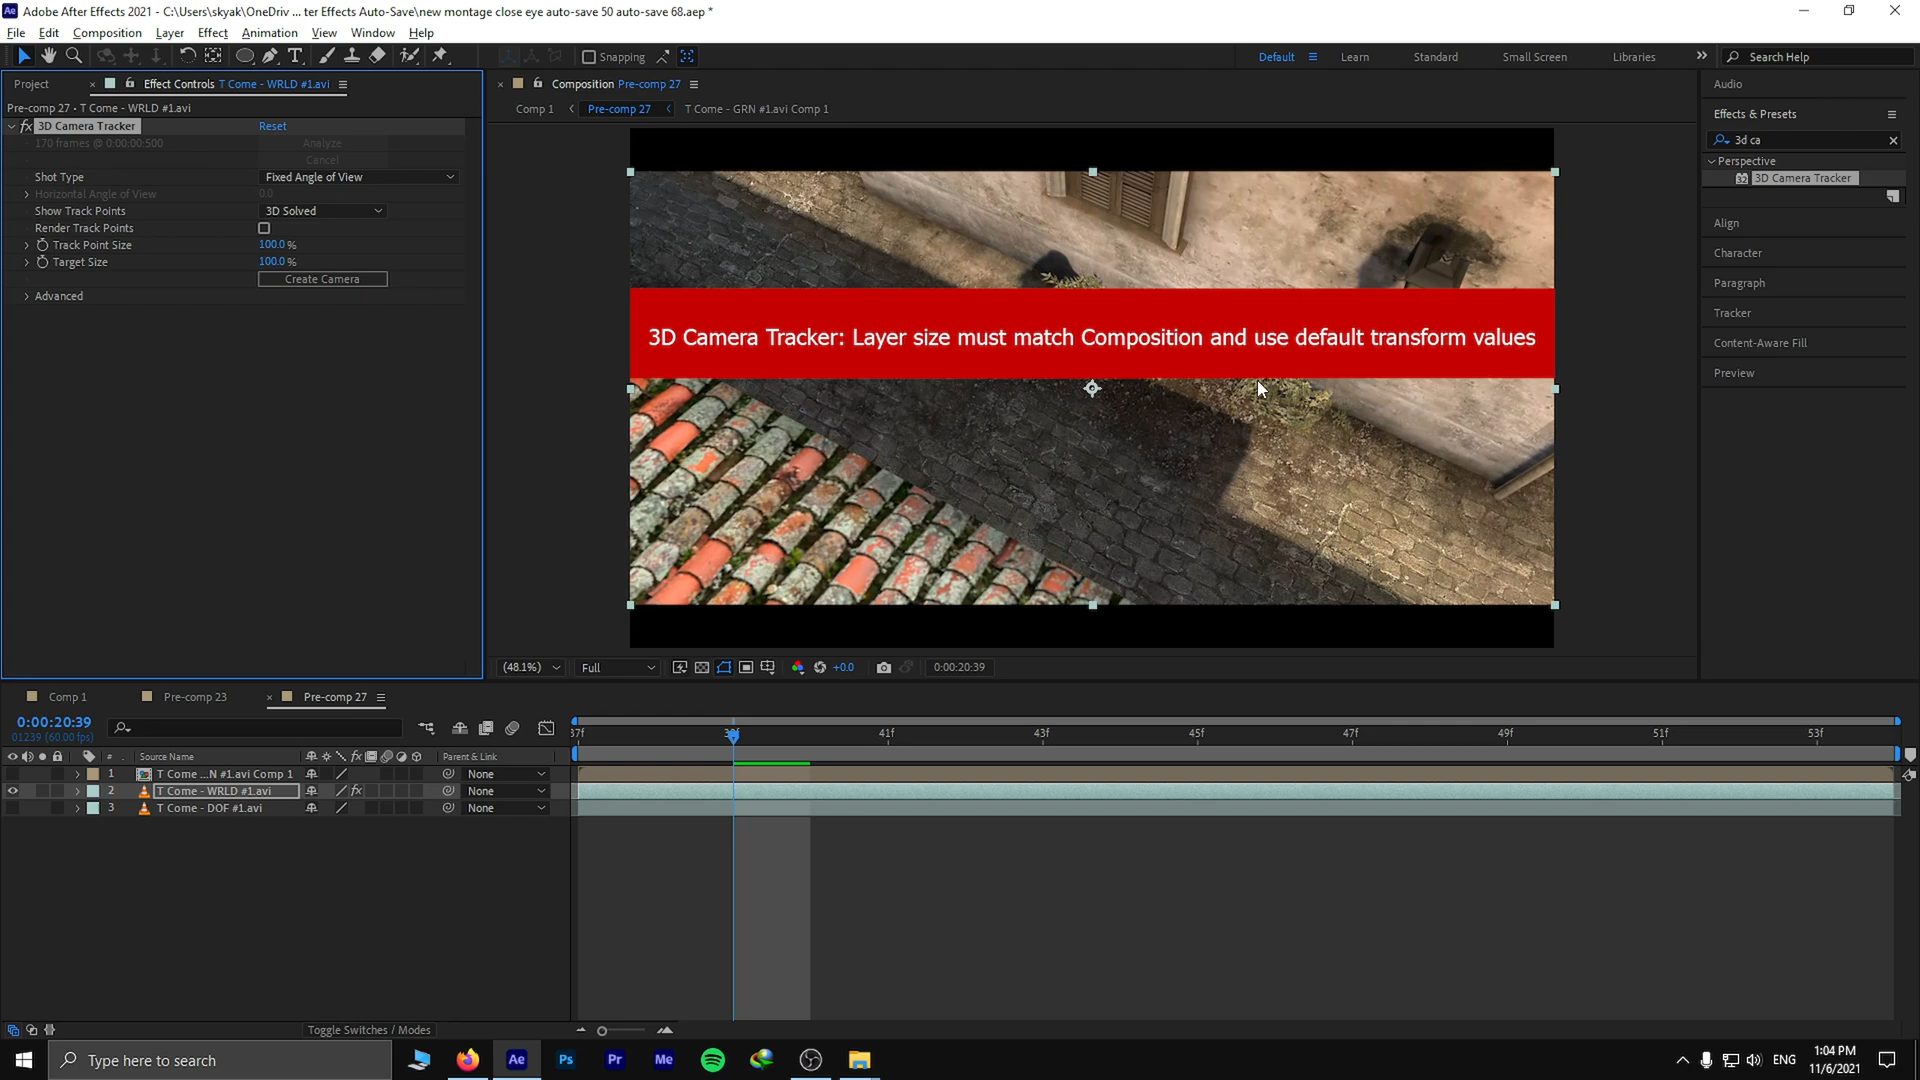 Adobe After Effects 2021 - C:\Users\skyak\OneDriv ... ter Effects Auto-Save\new montage close eye auto-save 50 auto-save 68.aep *
File Edit Composition Layer Effect Animation View Window Help
Snapping
Default Learn Standard Small Screen Libraries Search Help
Project Effect Controls T Come - WRLD #1.avi
Pre-comp 27 • T Come - WRLD #1.avi
fx 3D Camera Tracker Reset
170 frames @ 0:00:00:500 Analyze
Cancel
Shot Type Fixed Angle of View
Horizontal Angle of View 0.0
Show Track Points 3D Solved
Render Track Points
Track Point Size 100.0 %
Target Size 100.0 %
Create Camera
Advanced
Composition Pre-comp 27
Comp 1 Pre-comp 27 T Come - GRN #1.avi Comp 1
3D Camera Tracker: Layer size must match Composition and use default transform values
(48.1%) Full +0.0 0:00:20:39
Audio
Effects & Presets
3d ca
Perspective
32 3D Camera Tracker
Align
Character
Paragraph
Tracker
Content-Aware Fill
Preview
Comp 1 Pre-comp 23 Pre-comp 27
0:00:20:39
01239 (60.00 fps)
37f 39f 41f 43f 45f 47f 49f 51f 53f
# Source Name fx Parent & Link
1 T Come ...N #1.avi Comp 1 None
2 T Come - WRLD #1.avi fx None
3 T Come - DOF #1.avi None
Toggle Switches / Modes
Type here to search
Ae Ps Pr Me
ENG
1:04 PM
11/6/2021